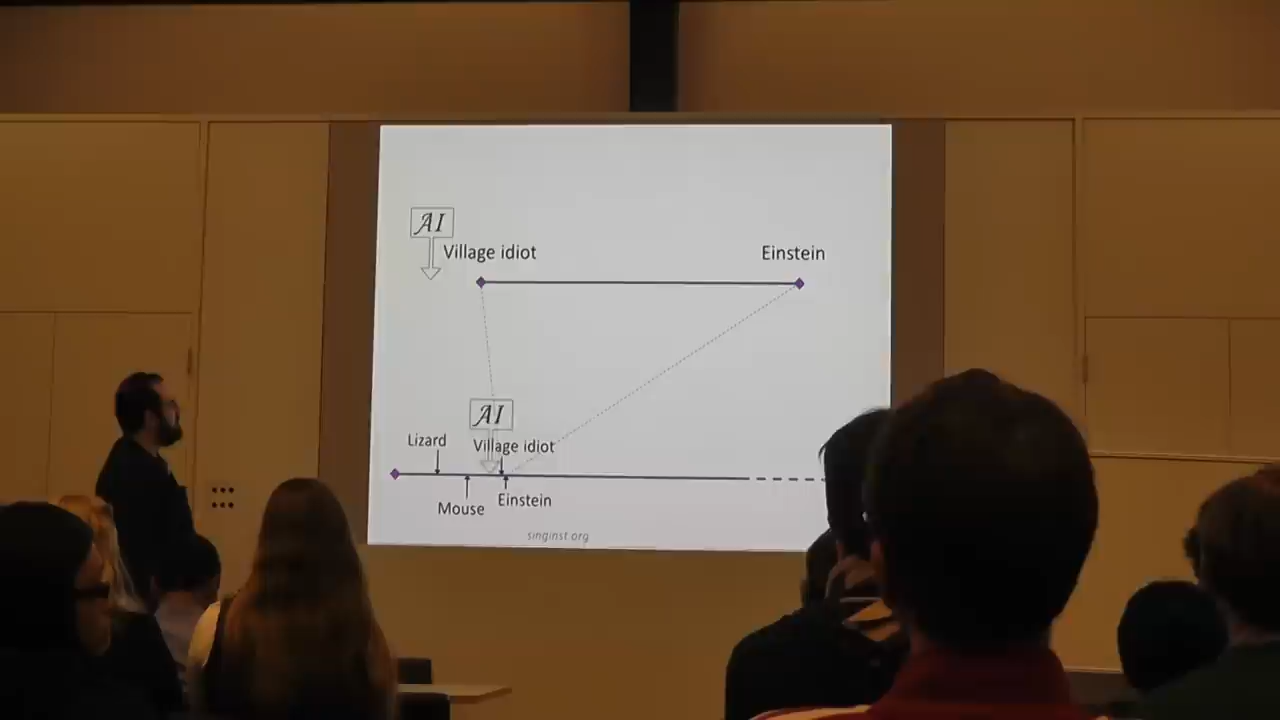 AI
Village idiot
Einstein
AI
Lizard
Village idiot
Mouse
Einstein
singinst org